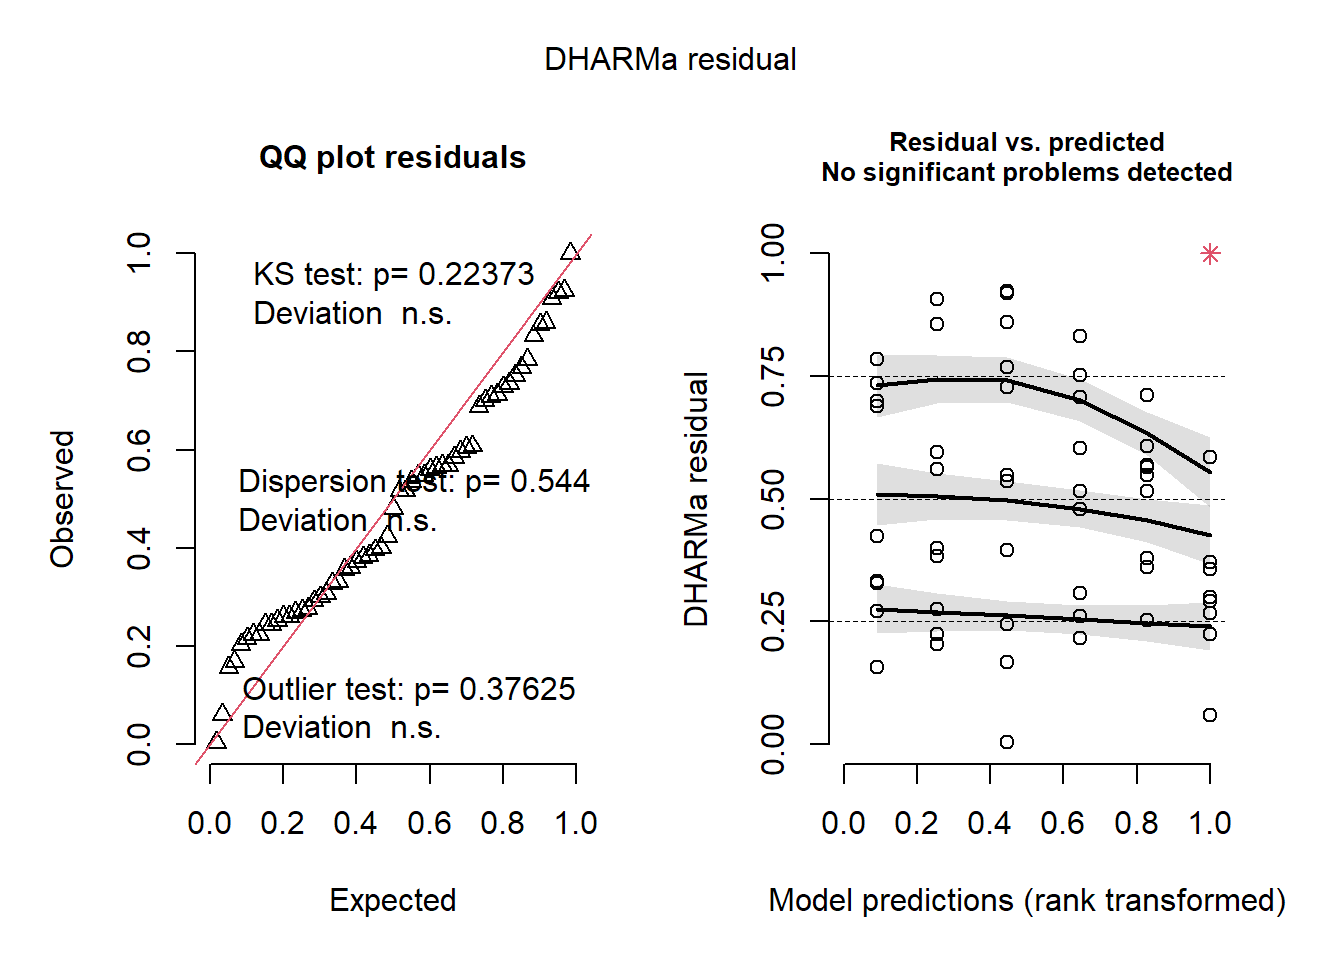 DHARMa residual
QQ plot residuals
KS test: p= 0.22373
Deviation  n.s.
Dispersion test: p= 0.544
Deviation  n.s.
Outlier test: p= 0.37625
Deviation  n.s.
Observed
0.0
0.2
0.4
0.6
0.8
1.0
0.0 0.2 0.4 0.6 0.8 1.0
Expected
Residual vs. predicted
No significant problems detected
DHARMa residual
0.00
0.25
0.50
0.75
1.00
0.0 0.2 0.4 0.6 0.8 1.0
Model predictions (rank transformed)